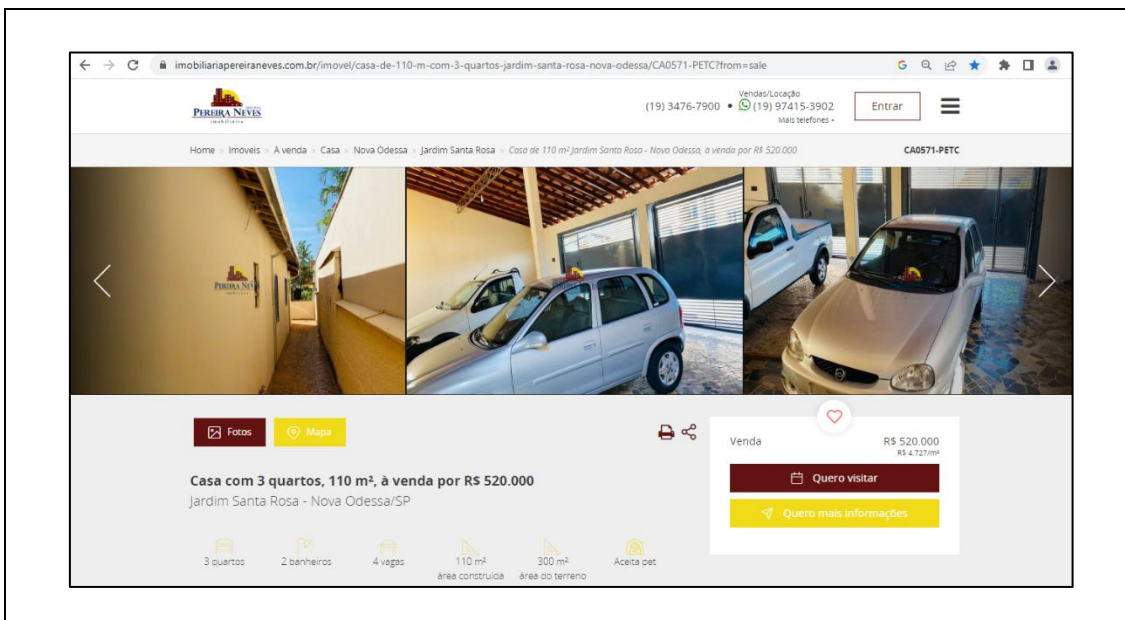 imobiliariapereiraneves.com.br/imovel/casa-de-110-m-com-3-quartos-jardim-santa-rosa-nova-odessa/CA0571-PETC?from=sale
PEREIRA NEVES
imobiliária
Vendas/Locação
(19) 3476-7900 • (19) 97415-3902
Mais telefones
Entrar
Home > Imoveis > A venda > Casa > Nova Odessa > Jardim Santa Rosa > Casa de 110 m² Jardim Santa Rosa - Nova Odessa, a venda por R$ 520.000
CA0571-PETC
Fotos
Mapa
Casa com 3 quartos, 110 m², à venda por R$ 520.000
Jardim Santa Rosa - Nova Odessa/SP
3 quartos
2 banheiros
4 vagas
110 m²
área construída
300 m²
área do terreno
Aceita pet
Venda
R$ 520.000
R$ 4.727/m²
Quero visitar
Quero mais informações